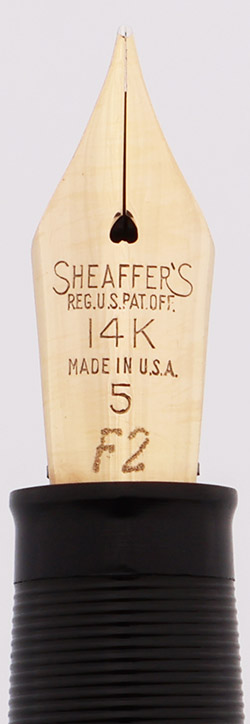 SHEAFFER'S
REG.U.S.PAT.OFF.
14K
MADE IN U.S.A.
5
F2